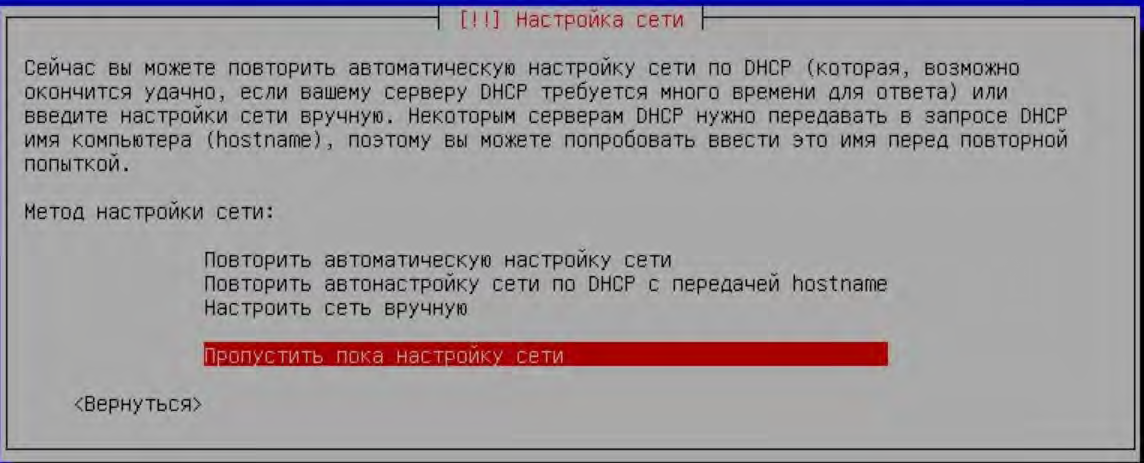 [!!] Настройка сети
Сейчас вы можете повторить автоматическую настройку сети по DHCP (которая, возможно
окончится удачно, если вашему серверу DHCP требуется много времени для ответа) или
введите настройки сети вручную. Некоторым серверам DHCP нужно передавать в запросе DHCP
имя компьютера (hostname), поэтому вы можете попробовать ввести это имя перед повторной
попыткой.
Метод настройки сети:
Повторить автоматическую настройку сети
Повторить автонастройку сети по DHCP с передачей hostname
Настроить сеть вручную
Пропустить пока настройку сети
<Вернуться>